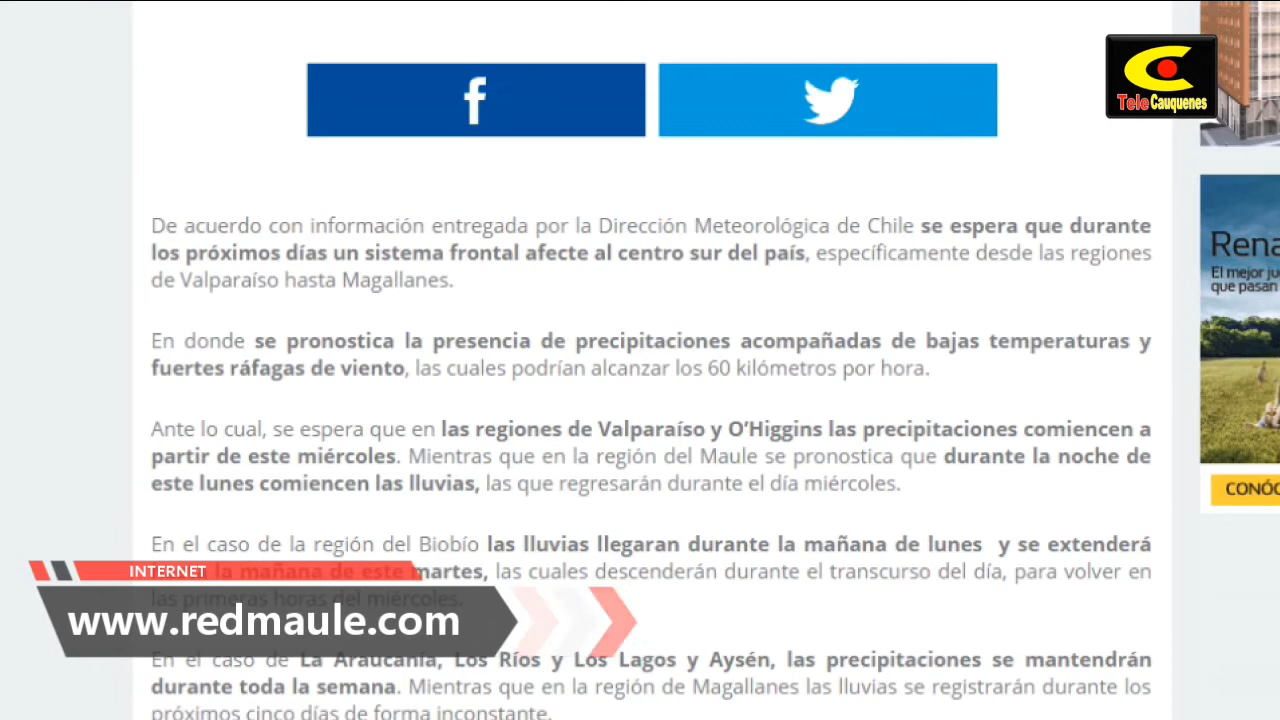 f
Tele Cauquenes
De acuerdo con información entregada por la Dirección Meteorológica de Chile se espera que durante
los próximos días un sistema frontal afecte al centro sur del país, específicamente desde las regiones
de Valparaíso hasta Magallanes.
En donde se pronostica la presencia de precipitaciones acompañadas de bajas temperaturas y
fuertes ráfagas de viento, las cuales podrían alcanzar los 60 kilómetros por hora.
Ante lo cual, se espera que en las regiones de Valparaíso y O'Higgins las precipitaciones comiencen a
partir de este miércoles. Mientras que en la región del Maule se pronostica que durante la noche de
este lunes comiencen las lluvias, las que regresarán durante el día miércoles.
En el caso de la región del Biobío las lluvias llegaran durante la mañana de lunes y se extenderá
la mañana de este martes, las cuales descenderán durante el transcurso del día, para volver en
las primeras horas del miércoles.
INTERNET
www.redmaule.com
En el caso de La Araucanía, Los Ríos y Los Lagos y Aysén, las precipitaciones se mantendrán
durante toda la semana. Mientras que en la región de Magallanes las lluvias se registrarán durante los
próximos cinco días de forma inconstante.
Rena
El mejor ju
que pasan
CONÓC